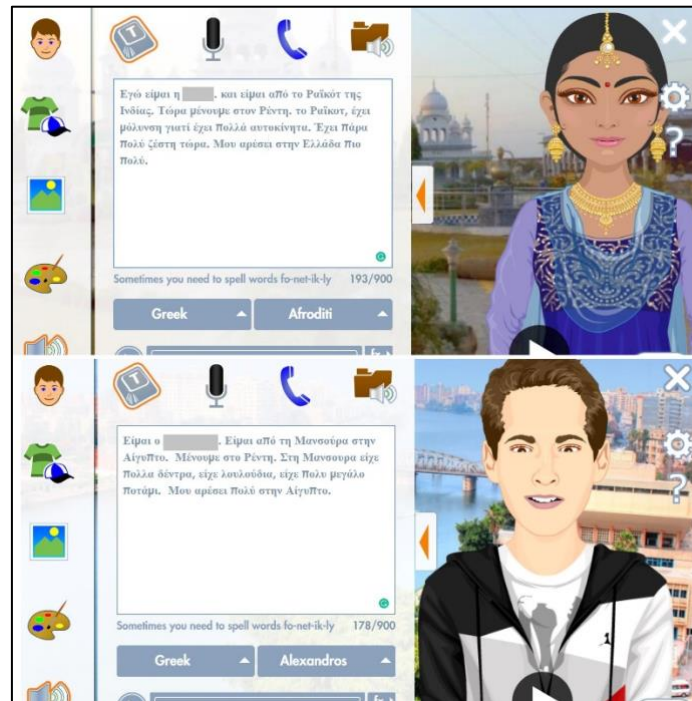 T
Εγώ είμαι η , και είμαι από το Ραϊκότ της
Ινδίας. Τώρα μένουμε στον Ρέντη. το Ραϊκοτ, έχει
μόλυνση γιατί έχει πολλά αυτοκίνητα. Έχει πάρα
πολύ ζέστη τώρα. Μου αρέσει στην Ελλάδα πιο
πολύ.
Sometimes you need to spell words fo-net-ik-ly 193/900
Greek Afroditi
?
T
Είμαι ο . Είμαι από τη Μανσούρα στην
Αίγυπτο. Μένουμε στο Ρέντη. Στη Μανσουρα είχε
πολλα δέντρα, είχε λουλούδια, είχε πολυ μεγάλο
ποτάμι. Μου αρέσει πολύ στην Αίγυπτο.
Sometimes you need to spell words fo-net-ik-ly 178/900
Greek Alexandros
?